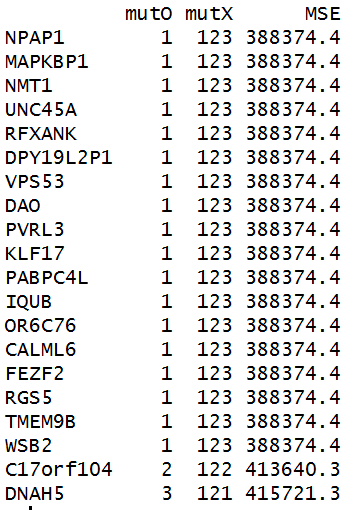 mutO mutX MSE
NPAP1 1 123 388374.4
MAPKBP1 1 123 388374.4
NMT1 1 123 388374.4
UNC45A 1 123 388374.4
RFXANK 1 123 388374.4
DPY19L2P1 1 123 388374.4
VPS53 1 123 388374.4
DAO 1 123 388374.4
PVRL3 1 123 388374.4
KLF17 1 123 388374.4
PABPC4L 1 123 388374.4
IQUB 1 123 388374.4
OR6C76 1 123 388374.4
CALML6 1 123 388374.4
FEZF2 1 123 388374.4
RGS5 1 123 388374.4
TMEM9B 1 123 388374.4
WSB2 1 123 388374.4
C17orf104 2 122 413640.3
DNAH5 3 121 415721.3